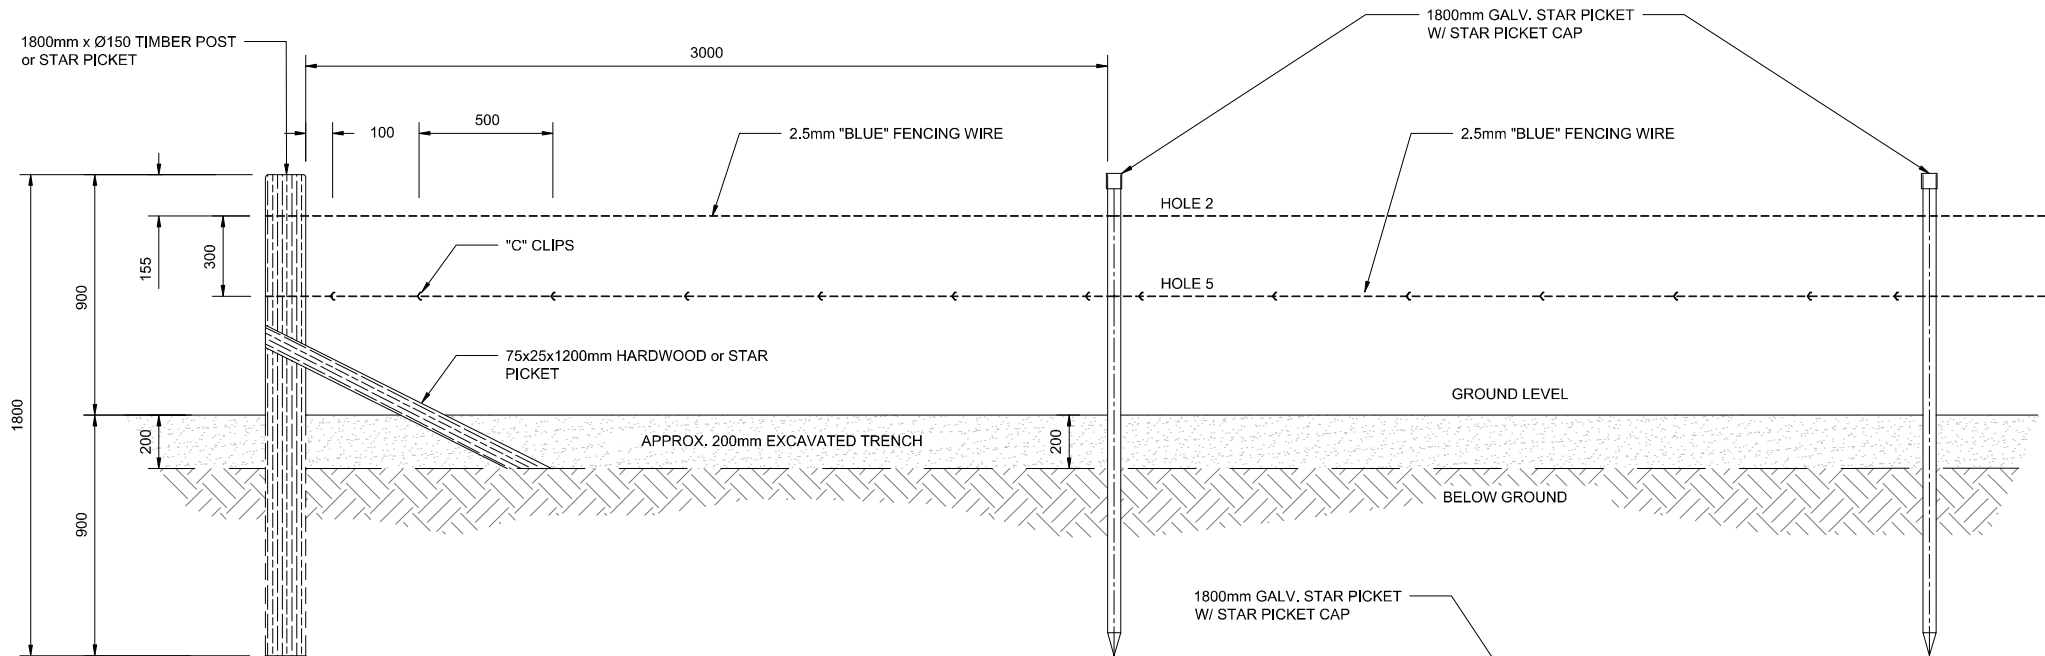 1800mm GALV. STAR PICKET
W/ STAR PICKET CAP
1800mm x Ø150 TIMBER POST
or STAR PICKET
3000
100
500
2.5mm "BLUE" FENCING WIRE
2.5mm "BLUE" FENCING WIRE
HOLE 2
"C" CLIPS
155
300
900
HOLE 5
75x25x1200mm HARDWOOD or STAR
PICKET
GROUND LEVEL
1800
200
APPROX. 200mm EXCAVATED TRENCH
200
BELOW GROUND
900
1800mm GALV. STAR PICKET
W/ STAR PICKET CAP